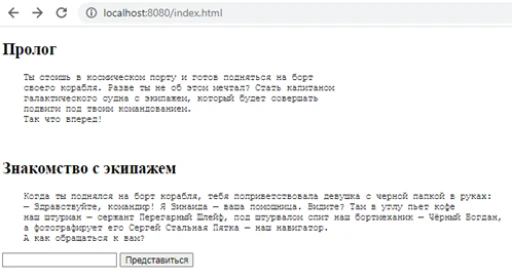 localhost:8080/index.html
Пролог
Ты стоишь в космическом порту и готов подняться на борт
своего корабля. Разве ты не об этом мечтал? Стать капитаном
галактического судна с экипажем, который будет совершать
подвиги под твоим командованием.
Так что вперед!
Знакомство с экипажем
Когда ты поднялся на борт корабля, тебя поприветствовала девушка с черной папкой в руках:
— Здравствуйте, командир! Я Зинаида — ваша помощница. Видите? Там в углу пьет кофе
наш штурман — сержант Перегарный Шлейф, под штурвалом спит наш бортмеханик — Чёрный Богдан,
а фотографирует его Сергей Стальная Пятка — наш навигатор.
А как обращаться к вам?
Представиться